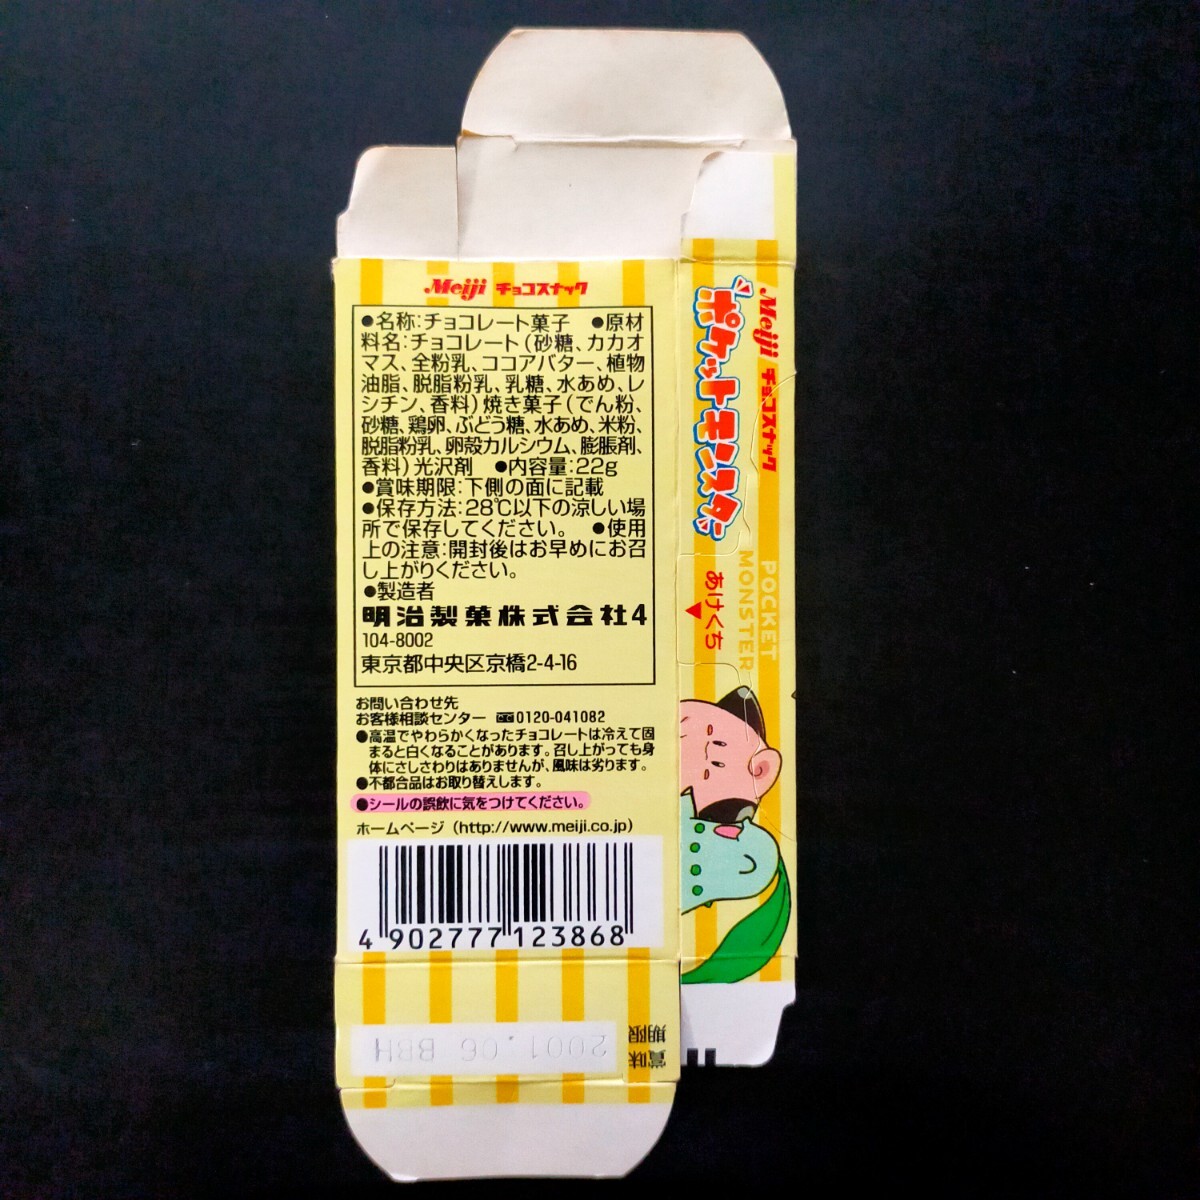 Meiji チョコスナック
●名称:チョコレート菓子 ●原材
料名:チョコレート(砂糖、カカオ
マス、全粉乳、ココアバター、植物
油脂、脱脂粉乳、乳糖、水あめ、レ
シチン、香料)焼き菓子(でん粉、
砂糖、鶏卵、ぶどう糖、水あめ、米粉、
脱脂粉乳、卵殻カルシウム、膨脹剤、
香料)光沢剤 ●内容量:22g
●賞味期限:下側の面に記載
●保存方法:28℃以下の涼しい場
所で保存してください。 ●使用
上の注意:開封後はお早めにお召
し上がりください。
●製造者
明治製菓株式会社4
104-8002
東京都中央区京橋2-4-16
お問い合わせ先
お客様相談センター 0120-041082
●高温でやわらかくなったチョコレートは冷えて固
まると白くなることがあります。召し上がっても身
体にさしさわりはありませんが、風味は劣ります。
●不都合品はお取り替えします。
●シールの誤飲に気をつけてください。
ホームページ(http://www.meiji.co.jp)
4 902777 123868
賞味
期限
2001.06 BBH
Meiji チョコスナック
ポケットモンスター
POCKET
MONSTER
あけくち